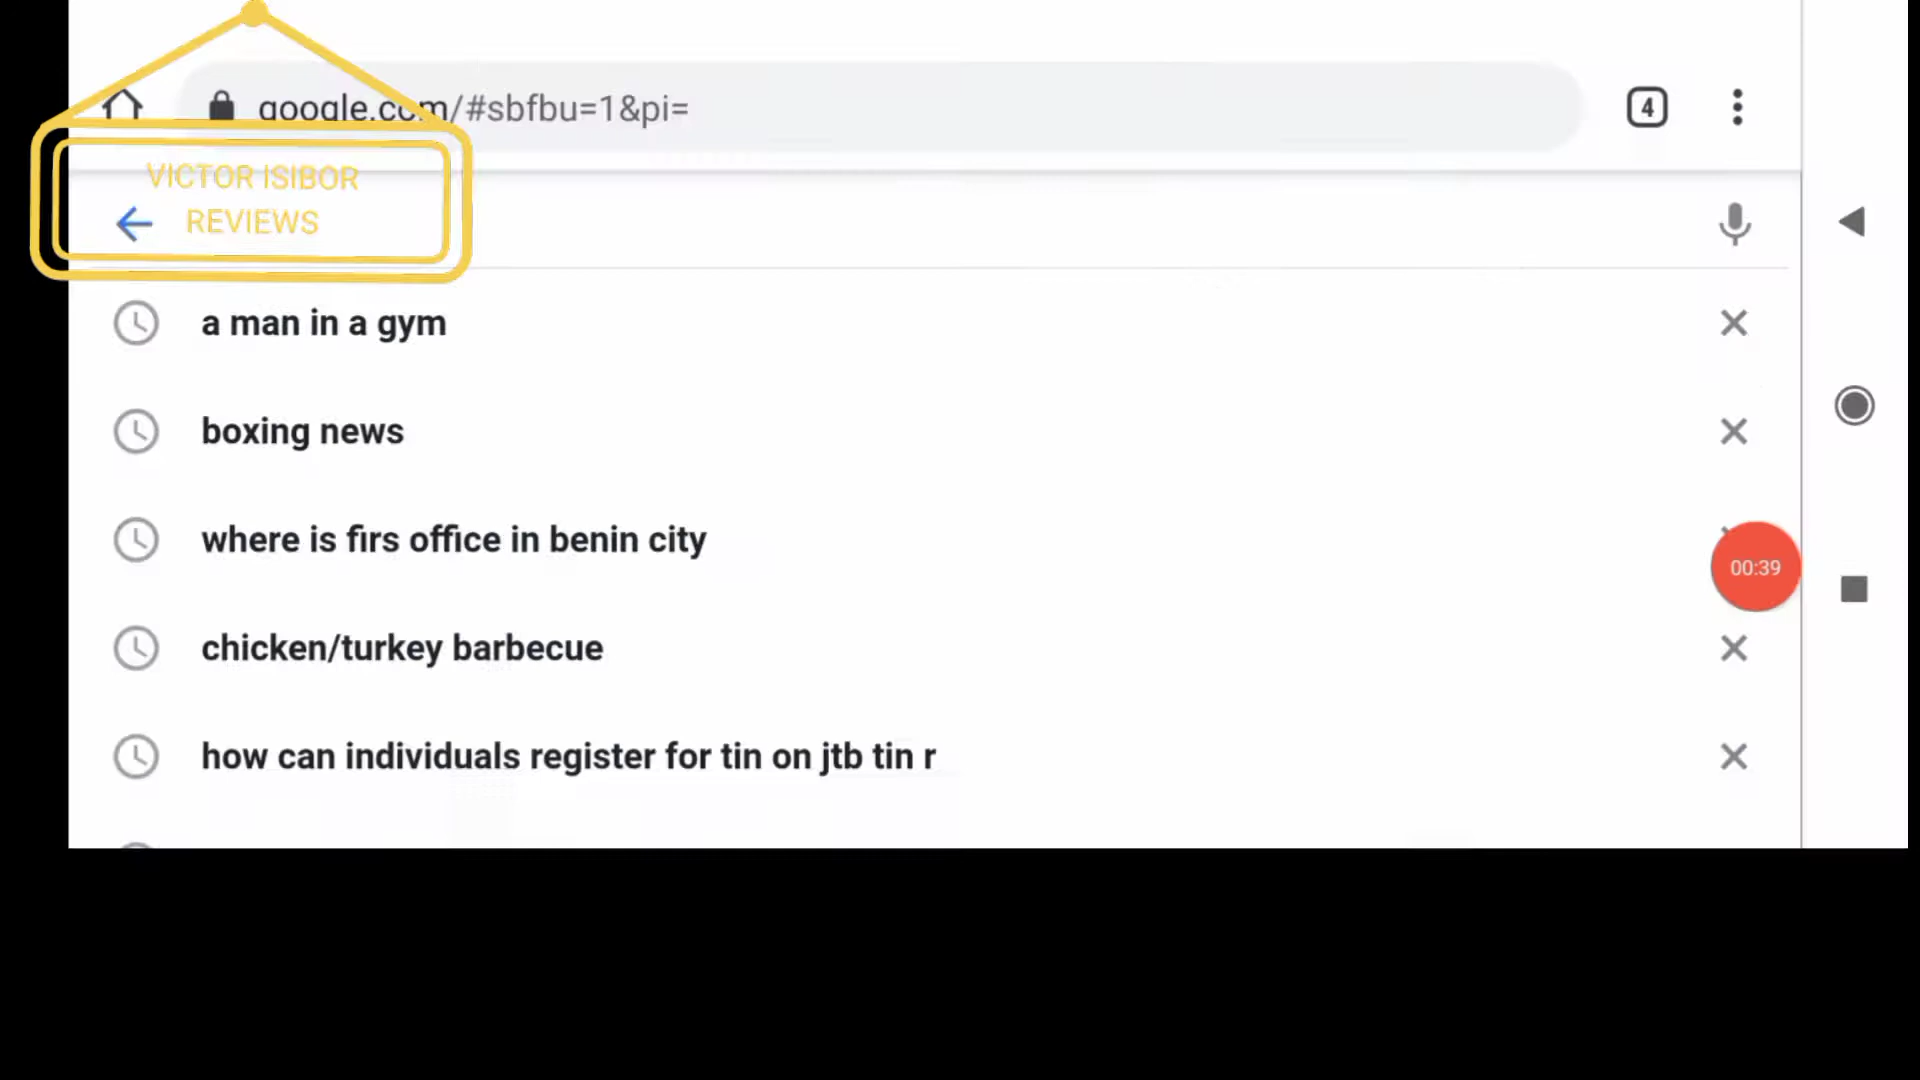 google.com/#sbfbu=1&pi=
4
VICTOR ISIBOR
REVIEWS
a man in a gym
boxing news
where is firs office in benin city
00:39
chicken/turkey barbecue
how can individuals register for tin on jtb tin r